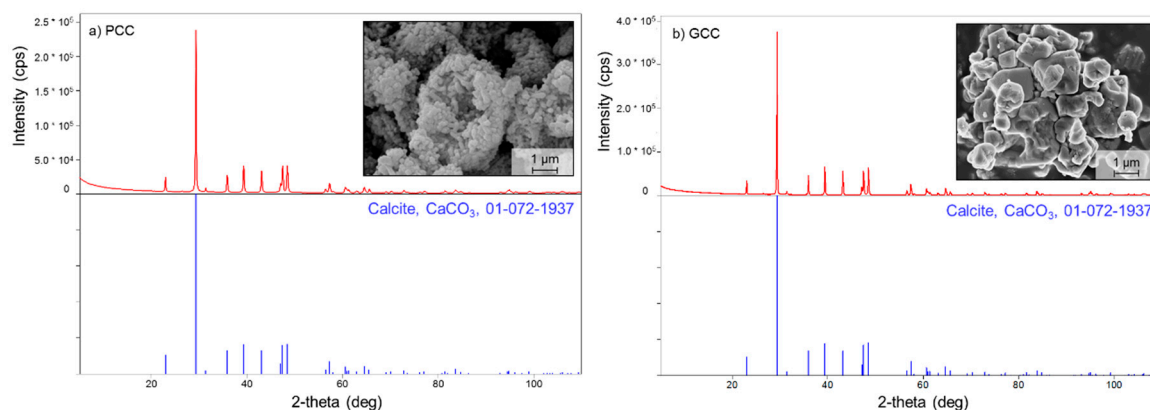 a) PCC
Intensity (cps)
2.5 * 10⁵
2.0 * 10⁵
1.5 * 10⁵
1.0 * 10⁵
5.0 * 10⁴
0
1 µm
Calcite, CaCO₃, 01-072-1937
20 40 60 80 100
2-theta (deg)
b) GCC
Intensity (cps)
4.0 * 10⁵
3.0 * 10⁵
2.0 * 10⁵
1.0 * 10⁵
0
1 µm
Calcite, CaCO₃, 01-072-1937
20 40 60 80 100
2-theta (deg)